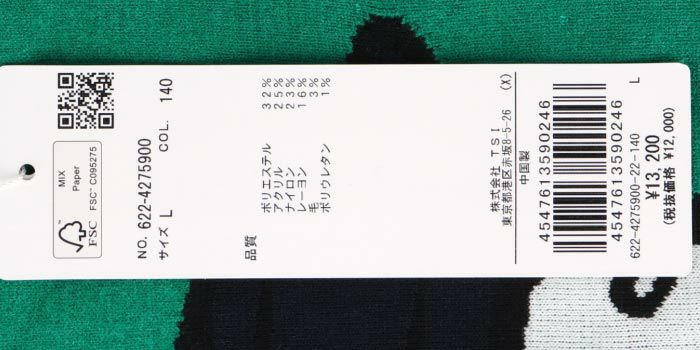 MIX
Paper
FSC™ C095275
FSC
NO. 622-4275900 COL. 140
サイズ L
品質
ポリエステル 32%
アクリル 25%
ナイロン 23%
レーヨン 16%
毛 3%
ポリウレタン 1%
株式会社 TSI (X)
東京都港区赤坂8-5-26
中国製
4547613590246
4547613590246
622-4275900-22-140 L
¥13,200
(税抜価格 ¥12,000)